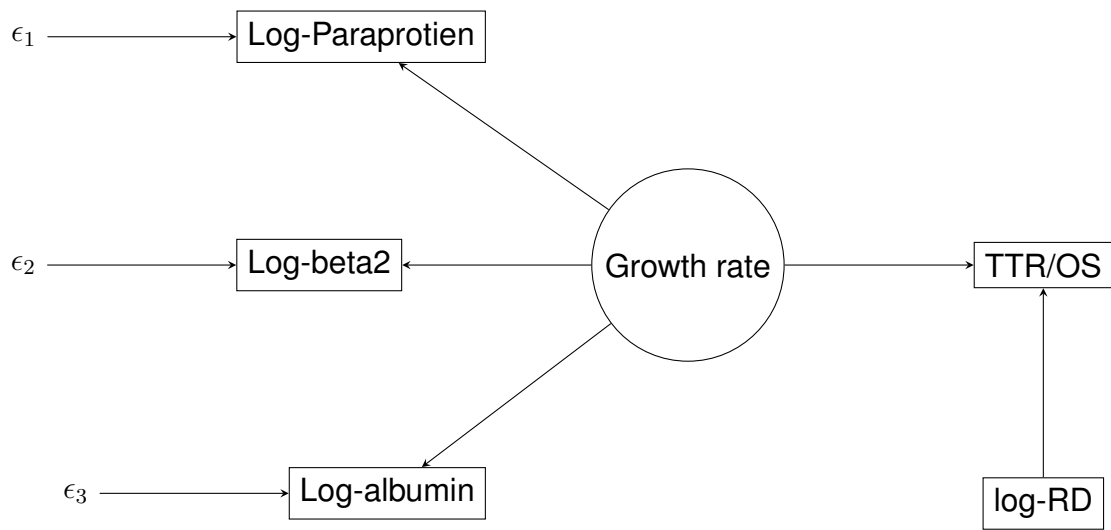 ϵ1
Log-Paraprotien
ϵ2
Log-beta2
Growth rate
TTR/OS
ϵ3
Log-albumin
log-RD